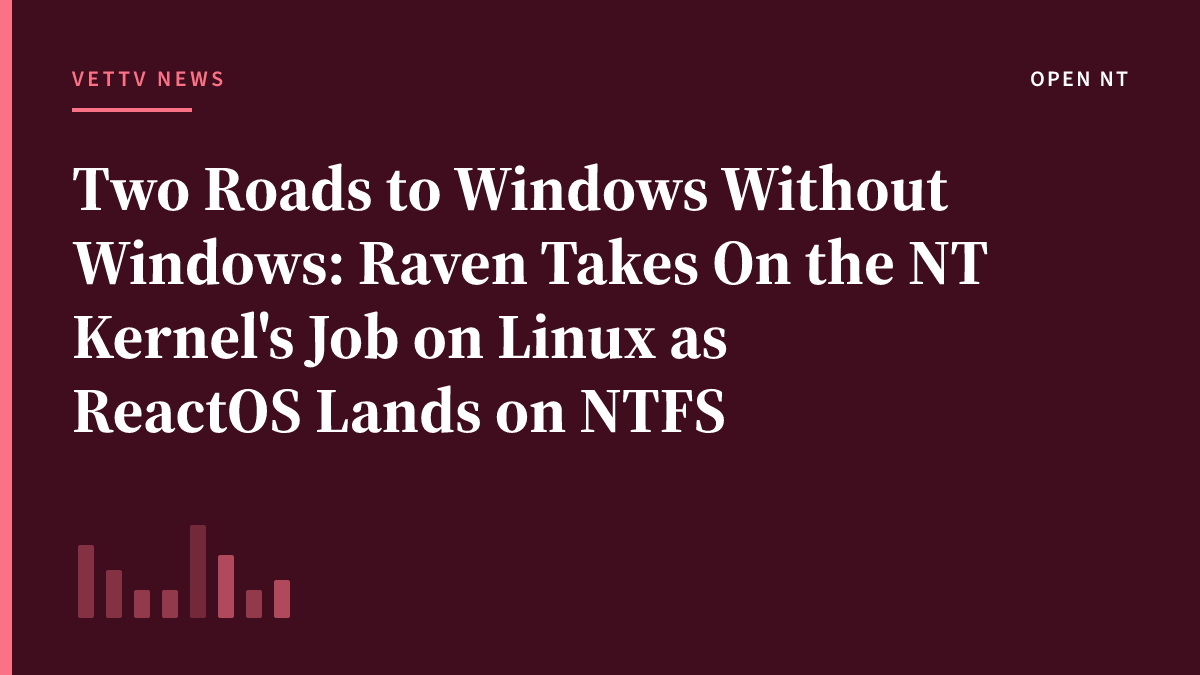 VETTV NEWS
OPEN NT
Two Roads to Windows Without
Windows: Raven Takes On the NT
Kernel's Job on Linux as
ReactOS Lands on NTFS